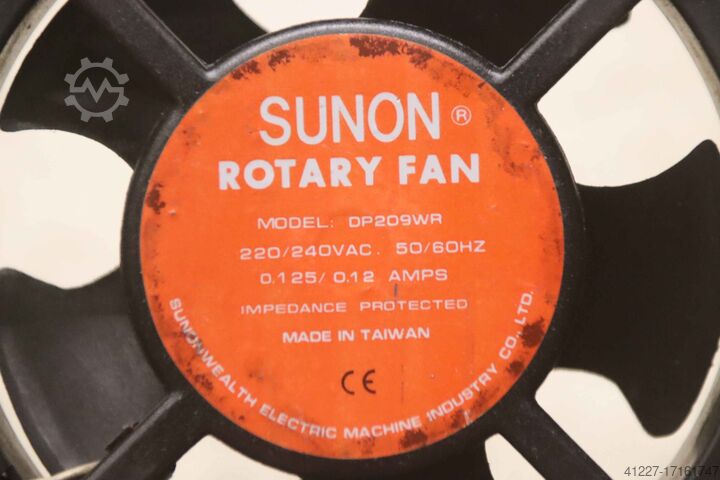 SUNON®
ROTARY FAN
MODEL: DP209WR
220/240VAC. 50/60HZ
0.125/0.12 AMPS
IMPEDANCE PROTECTED
MADE IN TAIWAN
CE
SUNONWEALTH ELECTRIC MACHINE INDUSTRY CO., LTD.
41227-17161747